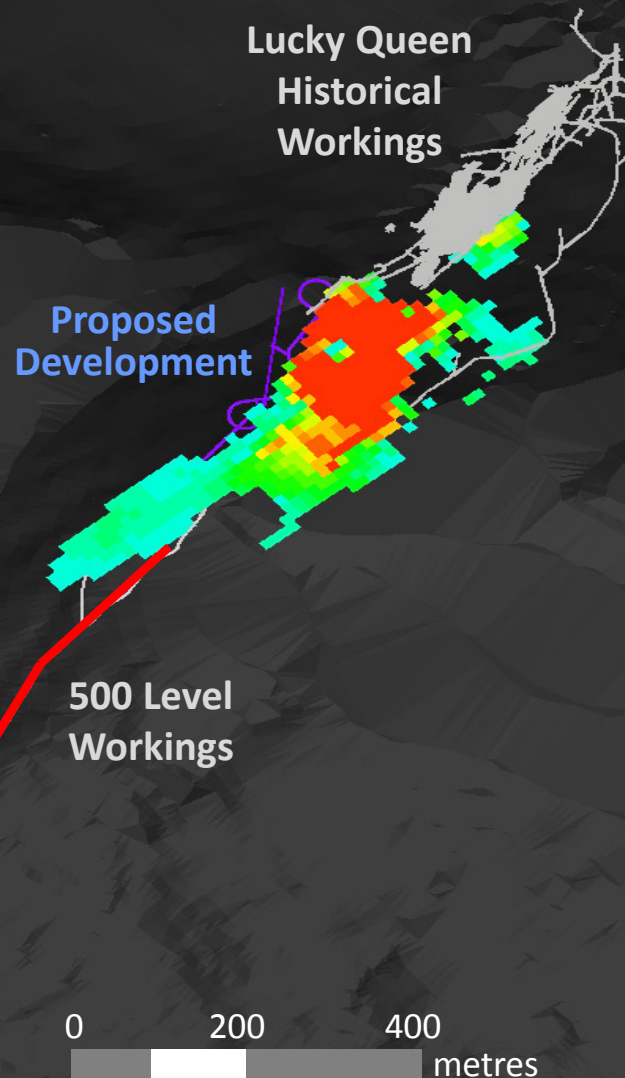 Lucky Queen
Historical
Workings
Proposed
Development
500 Level
Workings
0 200 400
metres